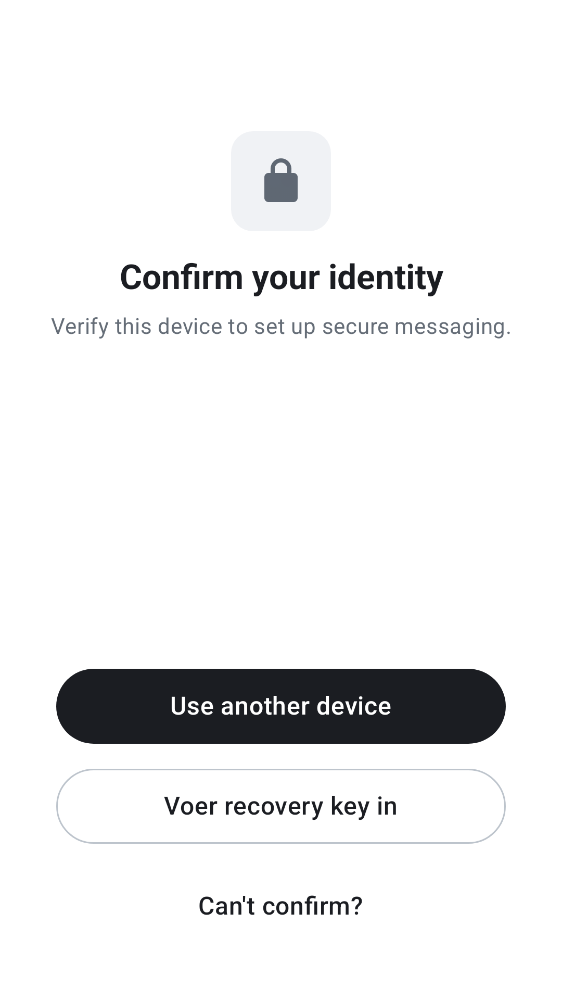 Confirm your identity
Verify this device to set up secure messaging.
Use another device
Voer recovery key in
Can't confirm?